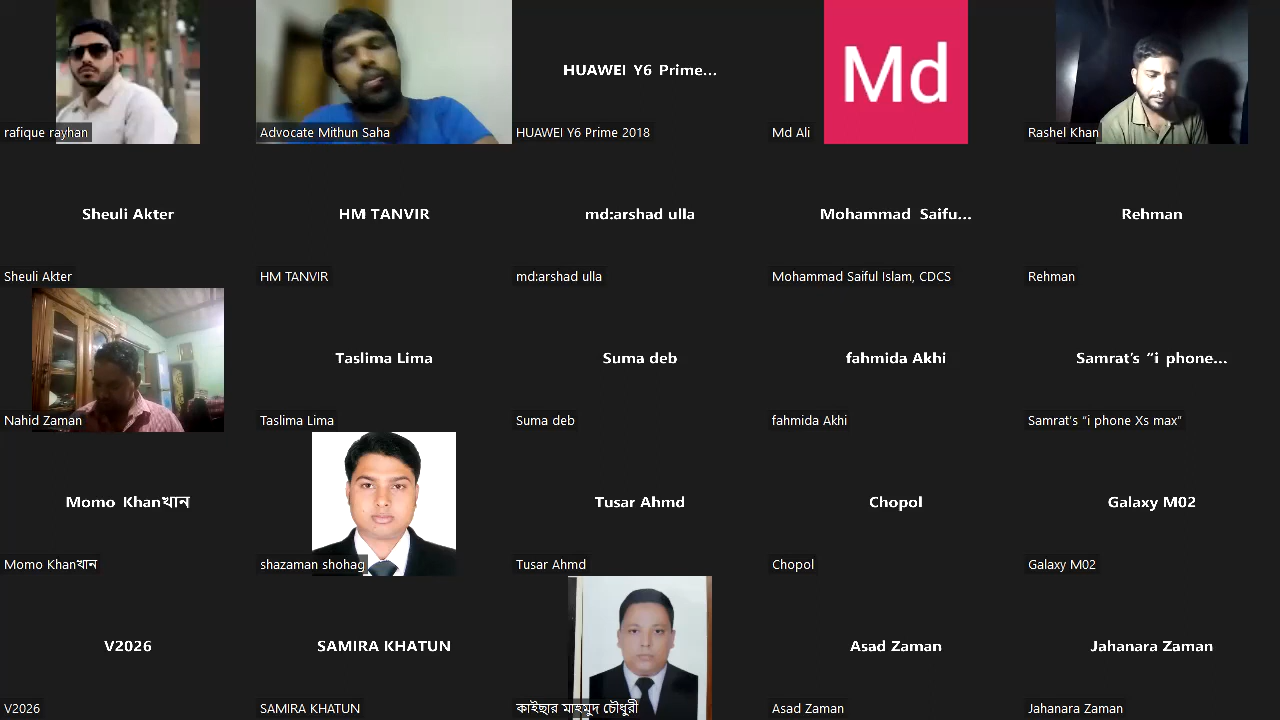 rafique rayhan
Advocate Mithun Saha
HUAWEI Y6 Prime...
HUAWEI Y6 Prime 2018
Md
Md Ali
Rashel Khan
Sheuli Akter
Sheuli Akter
HM TANVIR
HM TANVIR
md:arshad ulla
md:arshad ulla
Mohammad Saifu...
Mohammad Saiful Islam, CDCS
Rehman
Rehman
Nahid Zaman
Taslima Lima
Taslima Lima
Suma deb
Suma deb
fahmida Akhi
fahmida Akhi
Samrat's “i phone...
Samrat's “i phone Xs max”
Momo Khanখান
Momo Khanখান
shazaman shohag
Tusar Ahmd
Tusar Ahmd
Chopol
Chopol
Galaxy M02
Galaxy M02
V2026
V2026
SAMIRA KHATUN
SAMIRA KHATUN
কাইছার মাহমুদ চৌধুরী
Asad Zaman
Asad Zaman
Jahanara Zaman
Jahanara Zaman